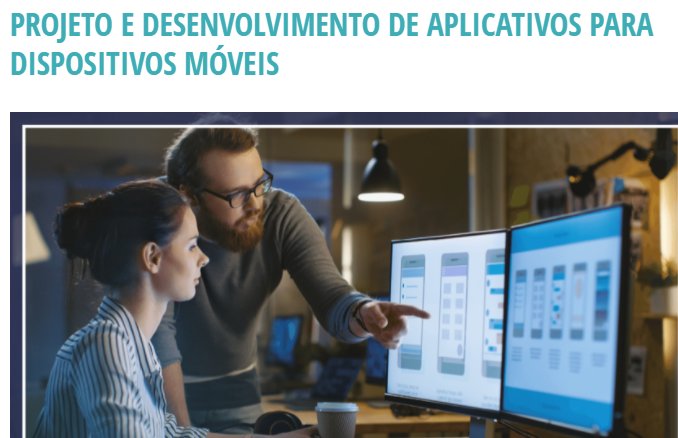 PROJETO E DESENVOLVIMENTO DE APLICATIVOS PARA
DISPOSITIVOS MÓVEIS